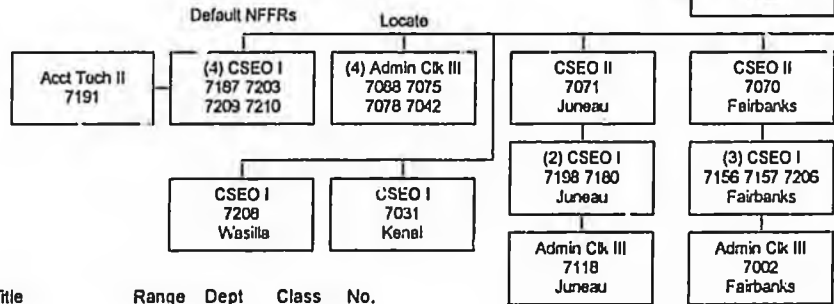 Default NFFRs
Locate
Acct Tech II
7191
(4) CSEO I
7187 7203
7209 7210
(4) Admin Clk III
7088 7075
7078 7042
CSEO II
7071
Juneau
CSEO II
7070
Fairbanks
CSEO I
7208
Wasilla
CSEO I
7031
Kenai
(2) CSEO I
7198 7180
Juneau
(3) CSEO I
7156 7157 7206
Fairbanks
Admin Clk III
7118
Juneau
Admin Clk III
7002
Fairbanks
Title Range Dept Class No.